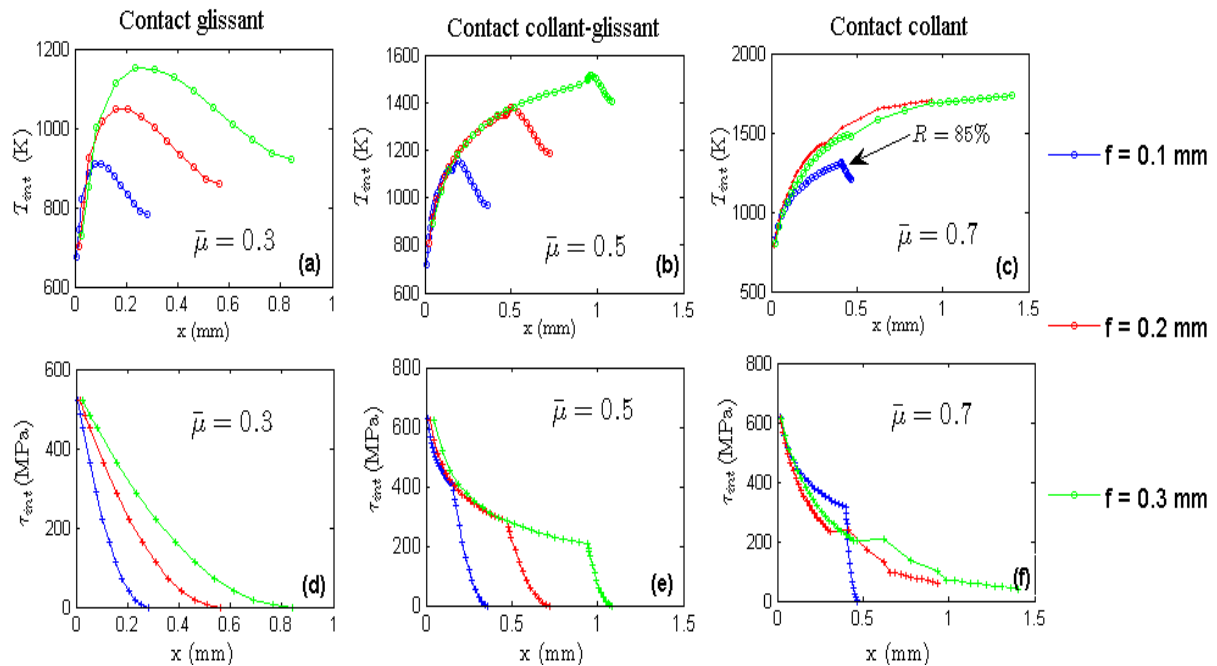 Contact glissant
Contact collant-glissant
Contact collant
1200
1000
800
600
T_int (K)
0
0.2
0.4
0.6
0.8
1
x (mm)
μ̄ = 0.3
(a)
1600
1400
1200
1000
800
600
T_int (K)
0
0.5
1
1.5
x (mm)
μ̄ = 0.5
(b)
2000
1500
1000
500
T_int (K)
0
0.5
1
1.5
x (mm)
R = 85%
μ̄ = 0.7
(c)
f = 0.1 mm
f = 0.2 mm
f = 0.3 mm
600
400
200
0
τ_int (MPa)
0
0.2
0.4
0.6
0.8
1
x (mm)
μ̄ = 0.3
(d)
800
600
400
200
0
τ_int (MPa)
0
0.5
1
1.5
x (mm)
μ̄ = 0.5
(e)
800
600
400
200
0
τ_int (MPa)
0
0.5
1
1.5
x (mm)
μ̄ = 0.7
(f)